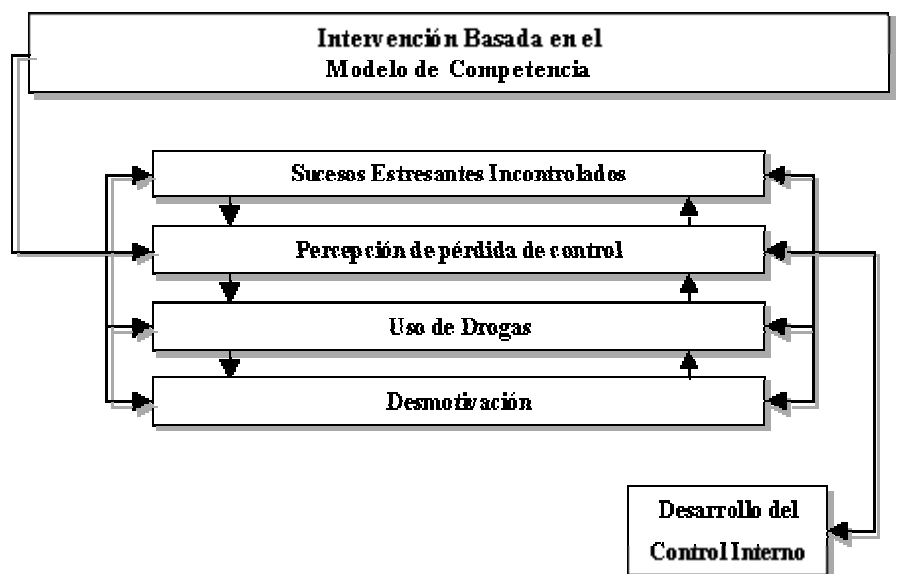 Intervención Basada en el
Modelo de Competencia
Sucesos Estresantes Incontrolados
Percepción de pérdida de control
Uso de Drogas
Desmotivación
Desarrollo del
Control Interno